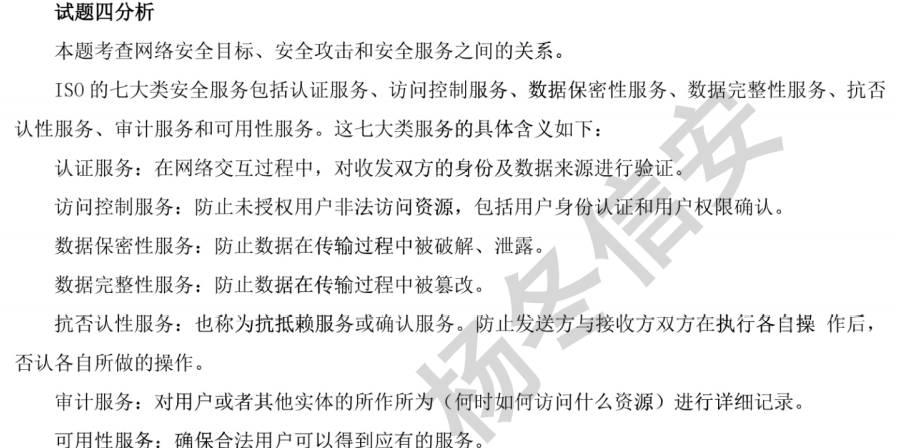 试题四分析
本题考查网络安全目标、安全攻击和安全服务之间的关系。
ISO 的七大类安全服务包括认证服务、访问控制服务、数据保密性服务、数据完整性服务、抗否
认性服务、审计服务和可用性服务。这七大类服务的具体含义如下：
认证服务：在网络交互过程中，对收发双方的身份及数据来源进行验证。
访问控制服务：防止未授权用户非法访问资源，包括用户身份认证和用户权限确认。
数据保密性服务：防止数据在传输过程中被破解、泄露。
数据完整性服务：防止数据在传输过程中被篡改。
抗否认性服务：也称为抗抵赖服务或确认服务。防止发送方与接收方双方在执行各自操 作后，
否认各自所做的操作。
审计服务：对用户或者其他实体的所作所为（何时如何访问什么资源）进行详细记录。
可用性服务：确保合法用户可以得到应有的服务。
杨冬信安